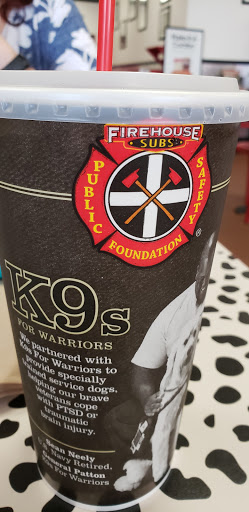 FIREHOUSE
SUBS
PUBLIC
SAFETY
FOUNDATION
®
K9s
FOR WARRIORS
We partnered with
K9s For Warriors to
provide specially
trained service dogs,
helping our brave
veterans cope
with PTSD or
traumatic
brain injury.
Sean Neely
Navy Retired,
General Patton
K9s For Warriors